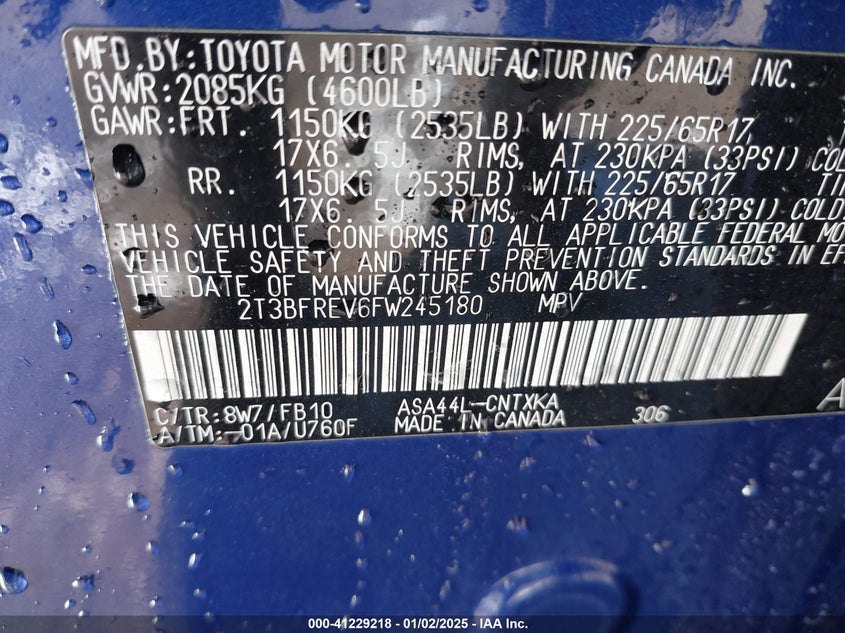 MFD.BY:TOYOTA MOTOR MANUFACTURING CANADA INC.
GVWR:2085KG (4600LB)
GAWR:FRT. 1150KG (2535LB) WITH 225/65R17
17X6.5J RIMS, AT 230KPA (33PSI) COL
RR. 1150KG (2535LB) WITH 225/65R17 TI
17X6.5J RIMS, AT 230KPA (33PSI) COLD
THIS VEHICLE CONFORMS TO ALL APPLICABLE FEDERAL MO
VEHICLE SAFETY AND THEFT PREVENTION STANDARDS IN EF
THE DATE OF MANUFACTURE SHOWN ABOVE.
2T3BFREV6FW245180 MPV
C/TR:8W7/FB10 ASA44L-CNTXKA 306 A
A/TM:-01A/U760F MADE IN CANADA
000-41229218 - 01/02/2025 - IAA Inc.